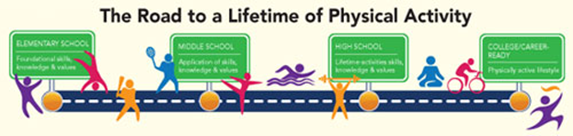 The Road to a Lifetime of Physical Activity
ELEMENTARY SCHOOL
Foundational skills,
knowledge & values
MIDDLE SCHOOL
Application of skills,
knowledge & values
HIGH SCHOOL
Lifetime-activities skills,
knowledge & values
COLLEGE/CAREER-
READY
Physically active lifestyle